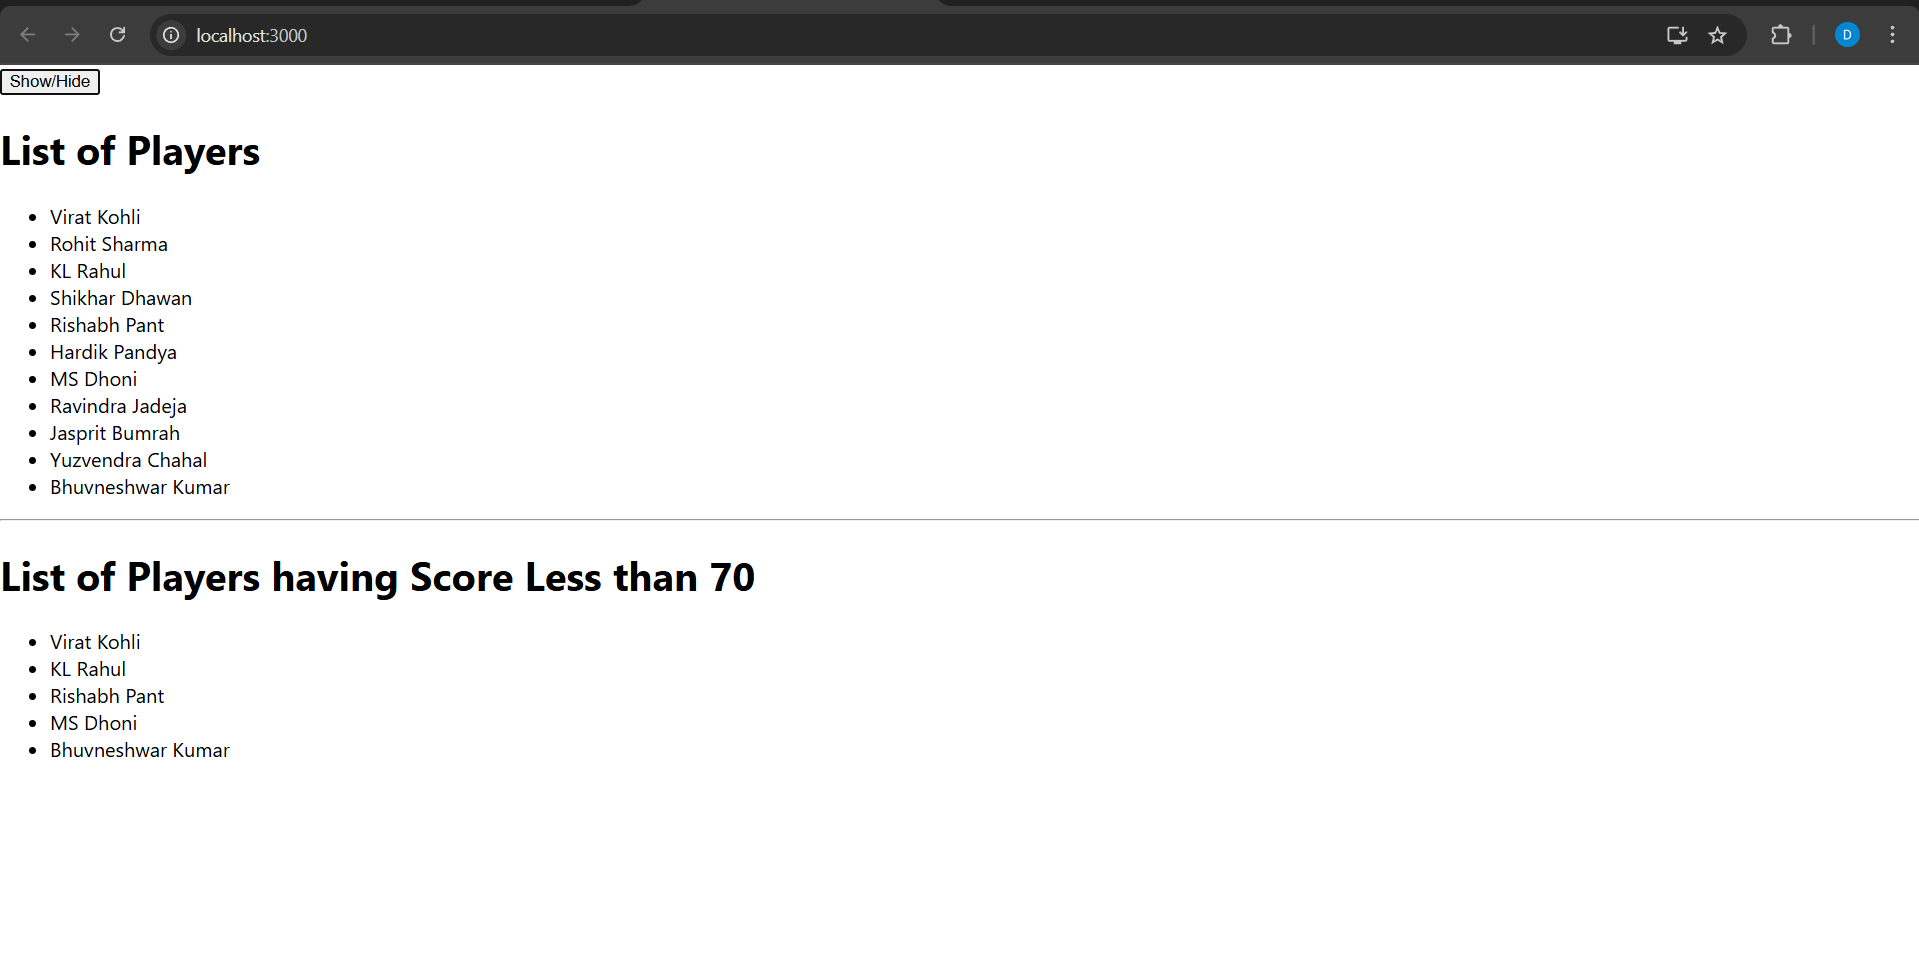 localhost:3000
D
Show/Hide
List of Players
Virat Kohli
Rohit Sharma
KL Rahul
Shikhar Dhawan
Rishabh Pant
Hardik Pandya
MS Dhoni
Ravindra Jadeja
Jasprit Bumrah
Yuzvendra Chahal
Bhuvneshwar Kumar
List of Players having Score Less than 70
Virat Kohli
KL Rahul
Rishabh Pant
MS Dhoni
Bhuvneshwar Kumar